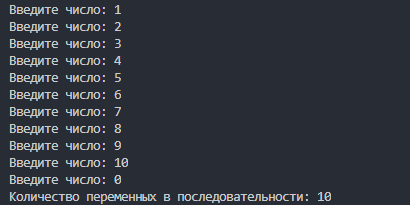 Введите число: 1
Введите число: 2
Введите число: 3
Введите число: 4
Введите число: 5
Введите число: 6
Введите число: 7
Введите число: 8
Введите число: 9
Введите число: 10
Введите число: 0
Количество переменных в последовательности: 10